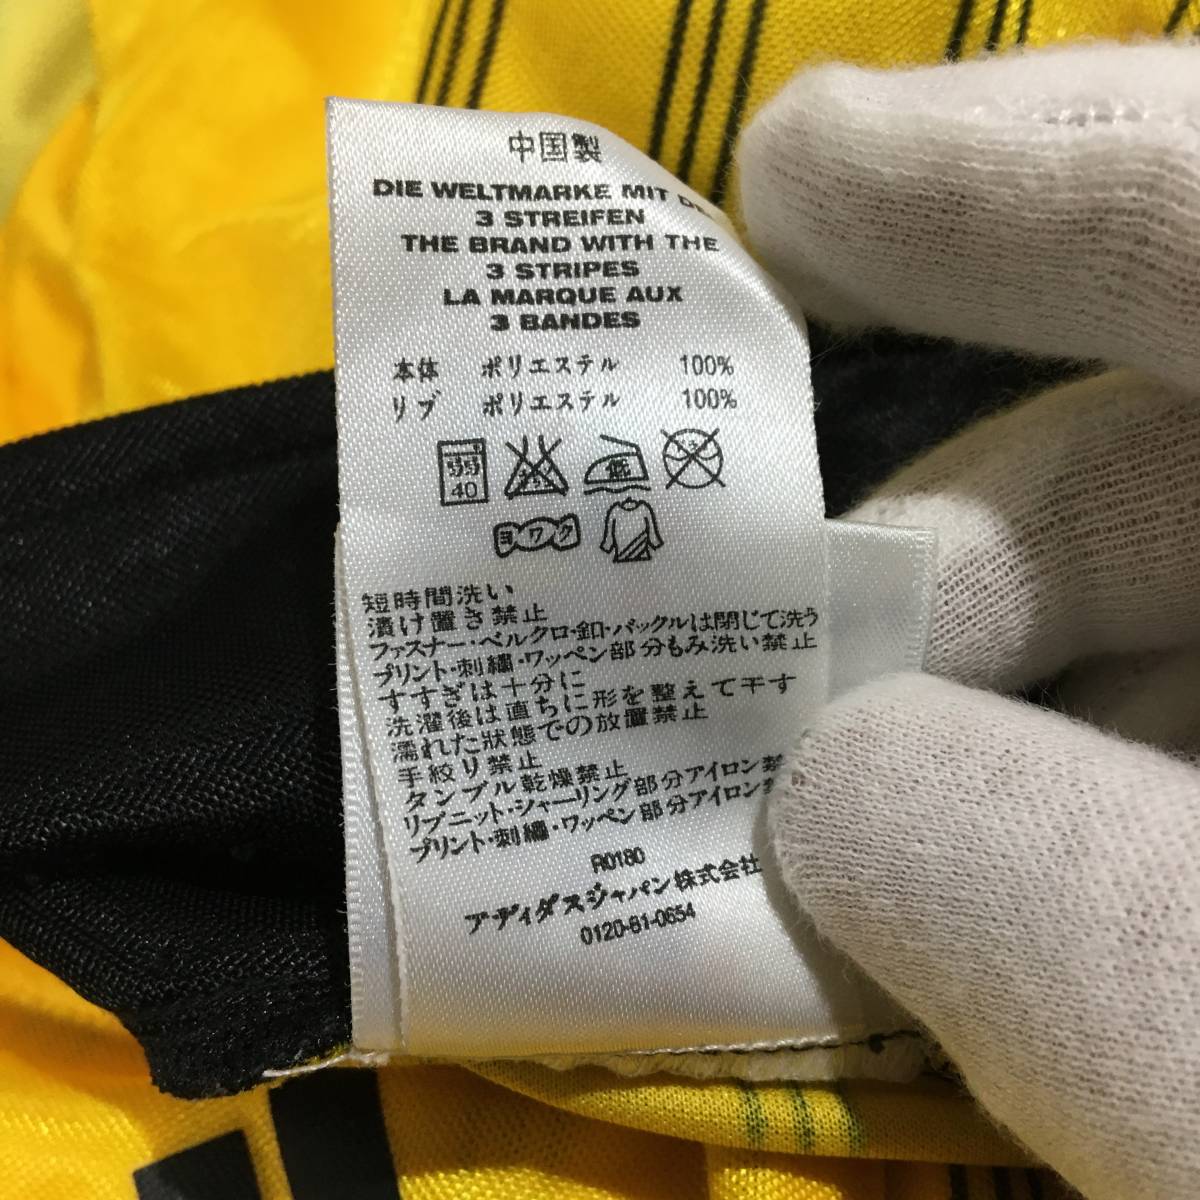 中国製
DIE WELTMARKE MIT
3 STREIFEN
THE BRAND WITH THE
3 STRIPES
LA MARQUE AUX
3 BANDES
本体 ポリエステル 100%
リブ ポリエステル 100%
40 低
ヨワク
短時間洗い
漬け置き禁止
ファスナー・ベルクロ・釦・バックルは閉じて洗う
プリント・刺繍・ワッペン部分もみ洗い禁止
すすぎは十分に
洗濯後は直ちに形を整えて干す
濡れた状態での放置禁止
手絞り禁止
タンブル乾燥禁止
リブニット・シャーリング部分アイロン禁
プリント・刺繍・ワッペン部分アイロン禁
R0180
アディダスジャパン株式会社
0120-81-0654